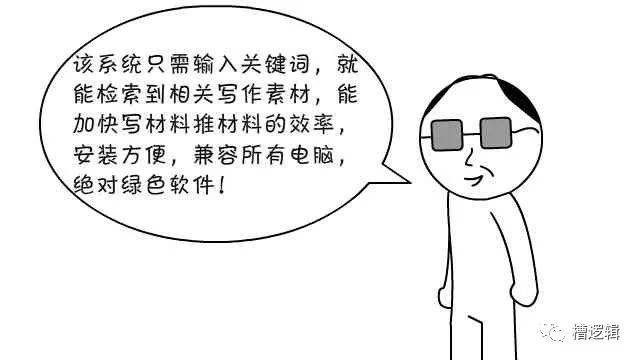 该系统只需输入关键词，就
能检索到相关写作素材，能
加快写材料推材料的效率，
安装方便，兼容所有电脑，
绝对绿色软件！
槽逻辑